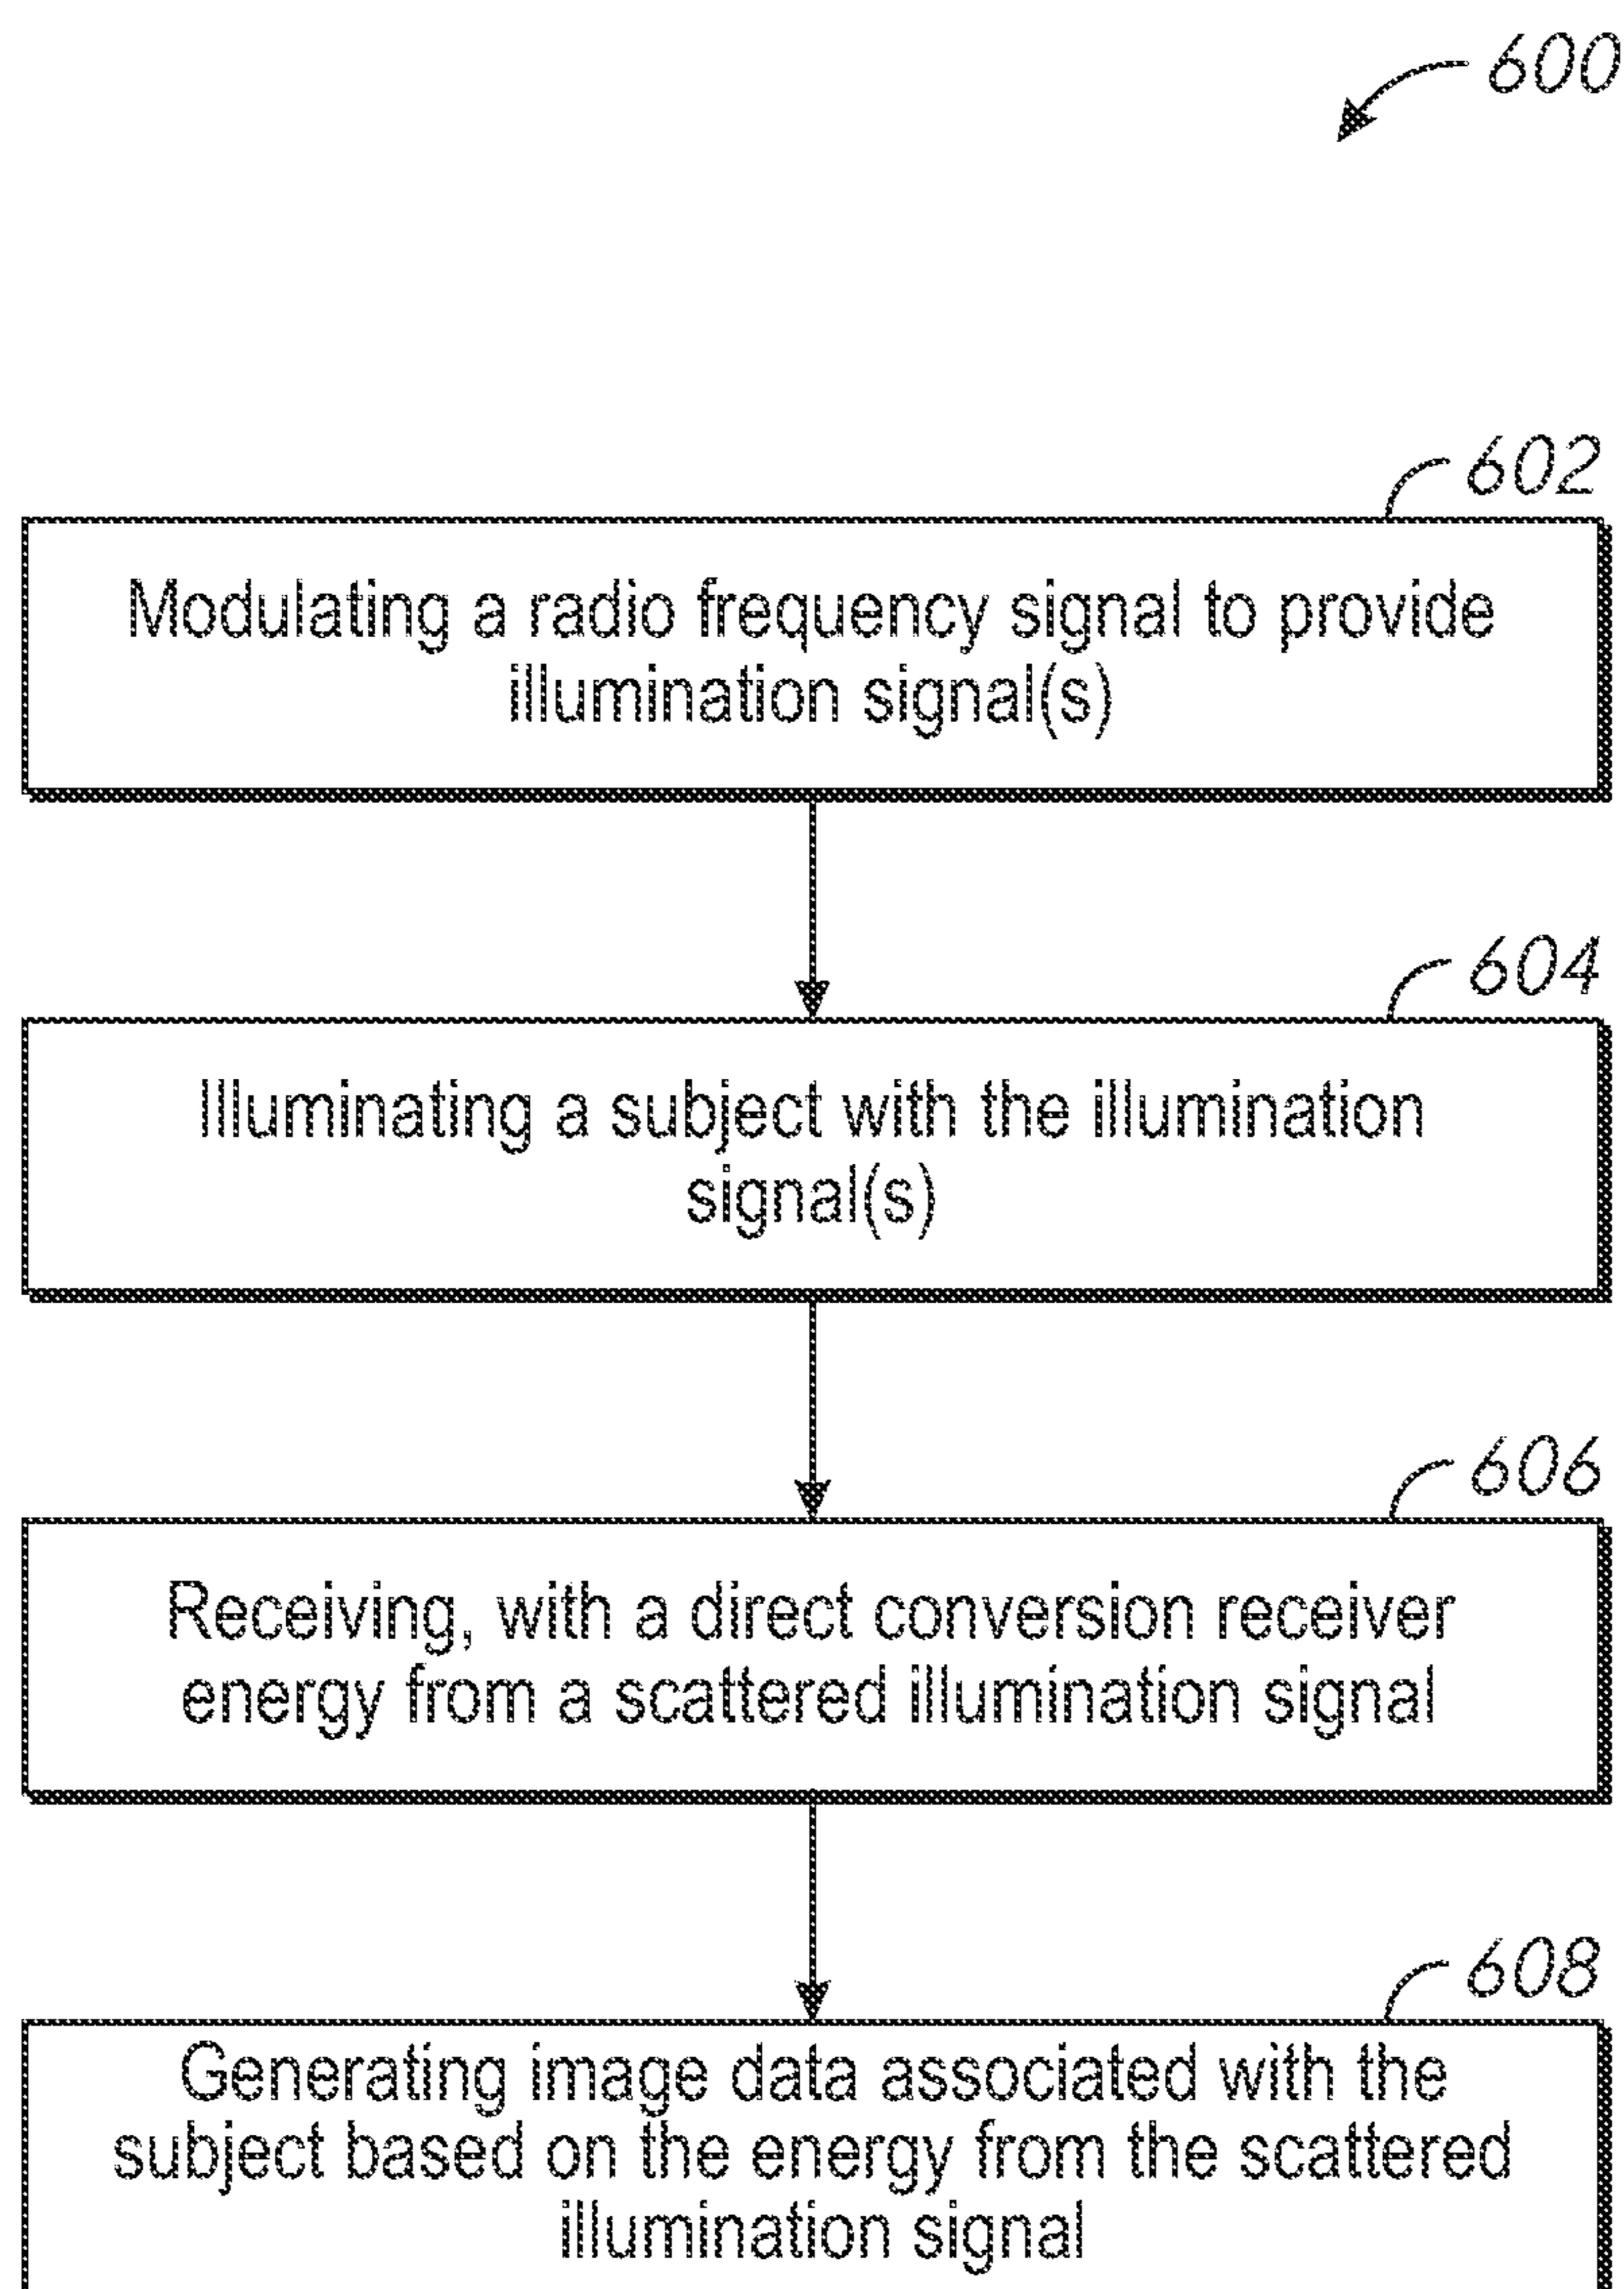 600
602
Modulating a radio frequency signal to provide
illumination signal(s)
604
Illuminating a subject with the illumination
signal(s)
606
Receiving, with a direct conversion receiver
energy from a scattered illumination signal
608
Generating image data associated with the
subject based on the energy from the scattered
illumination signal